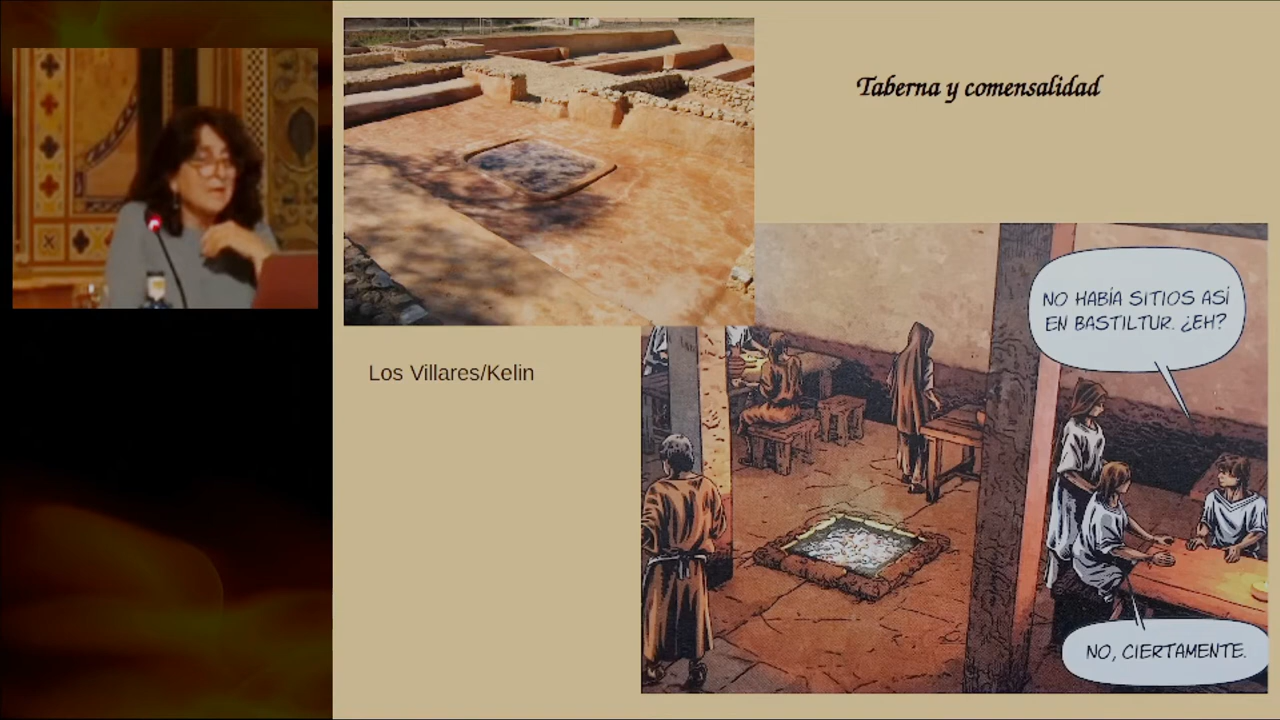 Taberna y comensalidad
NO HABÍA SITIOS ASÍ
EN BASTILTUR. ¿EH?
Los Villares/Kelin
NO, CIERTAMENTE.